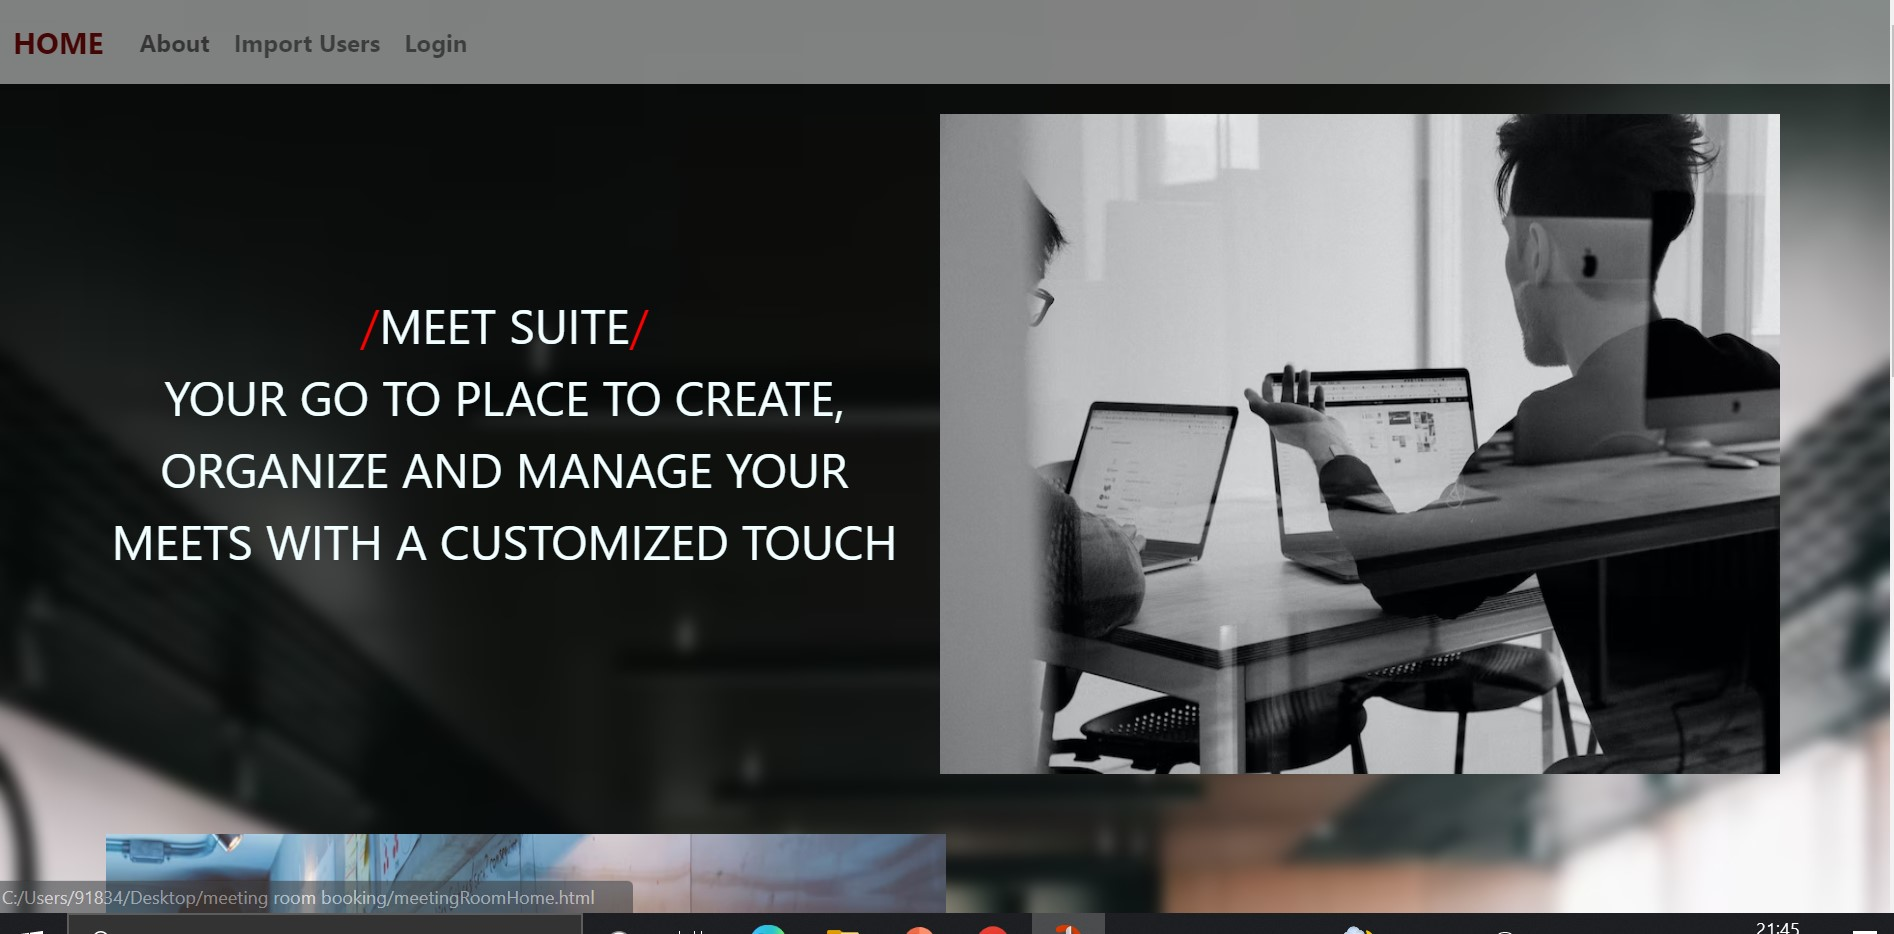 HOME About Import Users Login
/MEET SUITE/
YOUR GO TO PLACE TO CREATE,
ORGANIZE AND MANAGE YOUR
MEETS WITH A CUSTOMIZED TOUCH
C:/Users/91834/Desktop/meeting room booking/meetingRoomHome.html
21:45